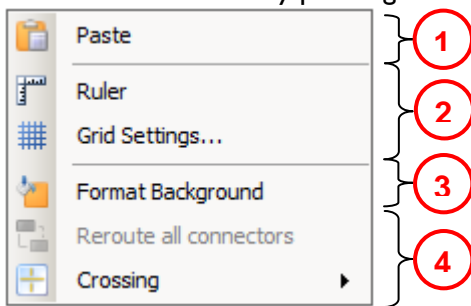 Paste
1
Ruler
2
Grid Settings...
Format Background
3
Reroute all connectors
4
Crossing